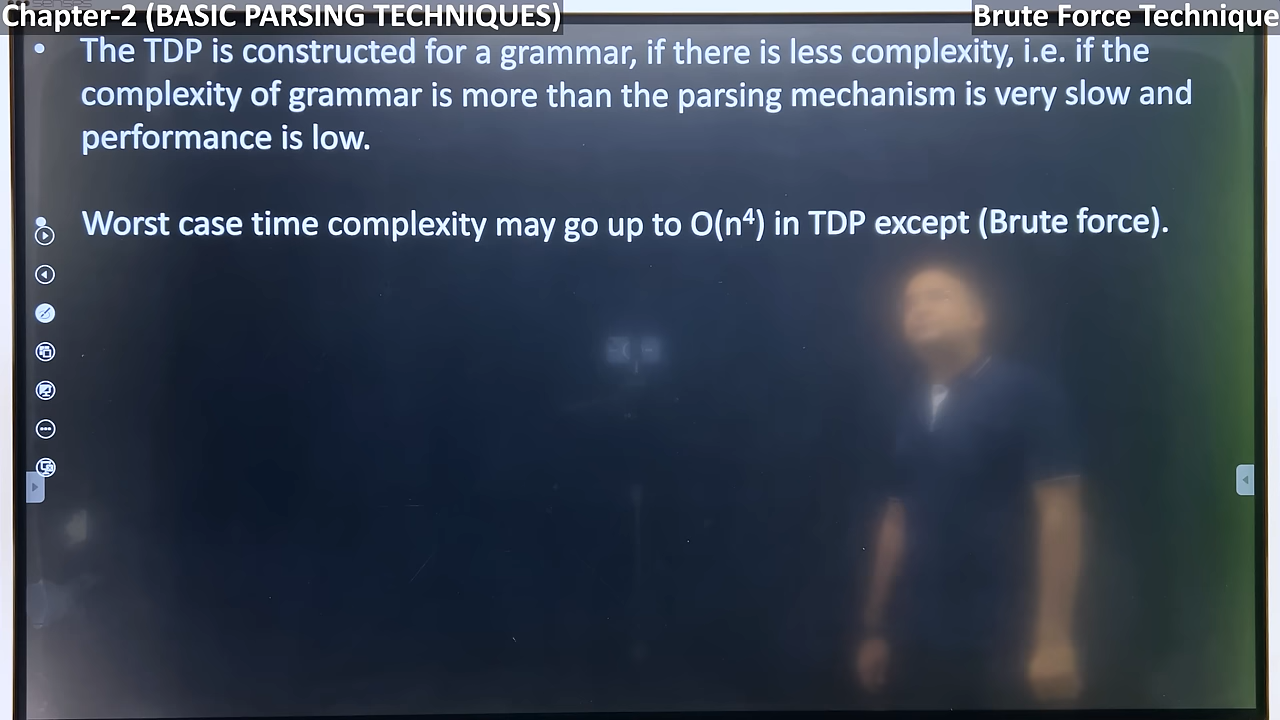 Chapter-2 (BASIC PARSING TECHNIQUES)
Brute Force Technique
• The TDP is constructed for a grammar, if there is less complexity, i.e. if the
complexity of grammar is more than the parsing mechanism is very slow and
performance is low.
• Worst case time complexity may go up to O(n⁴) in TDP except (Brute force).